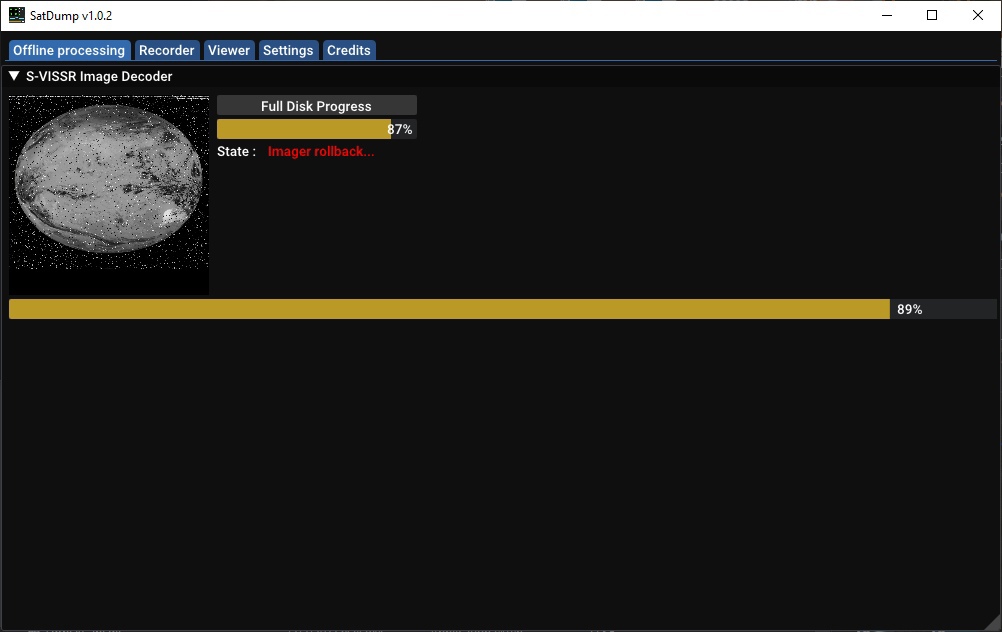 SatDump v1.0.2
Offline processing Recorder Viewer Settings Credits
S-VISSR Image Decoder
Full Disk Progress
87%
State : Imager rollback...
89%